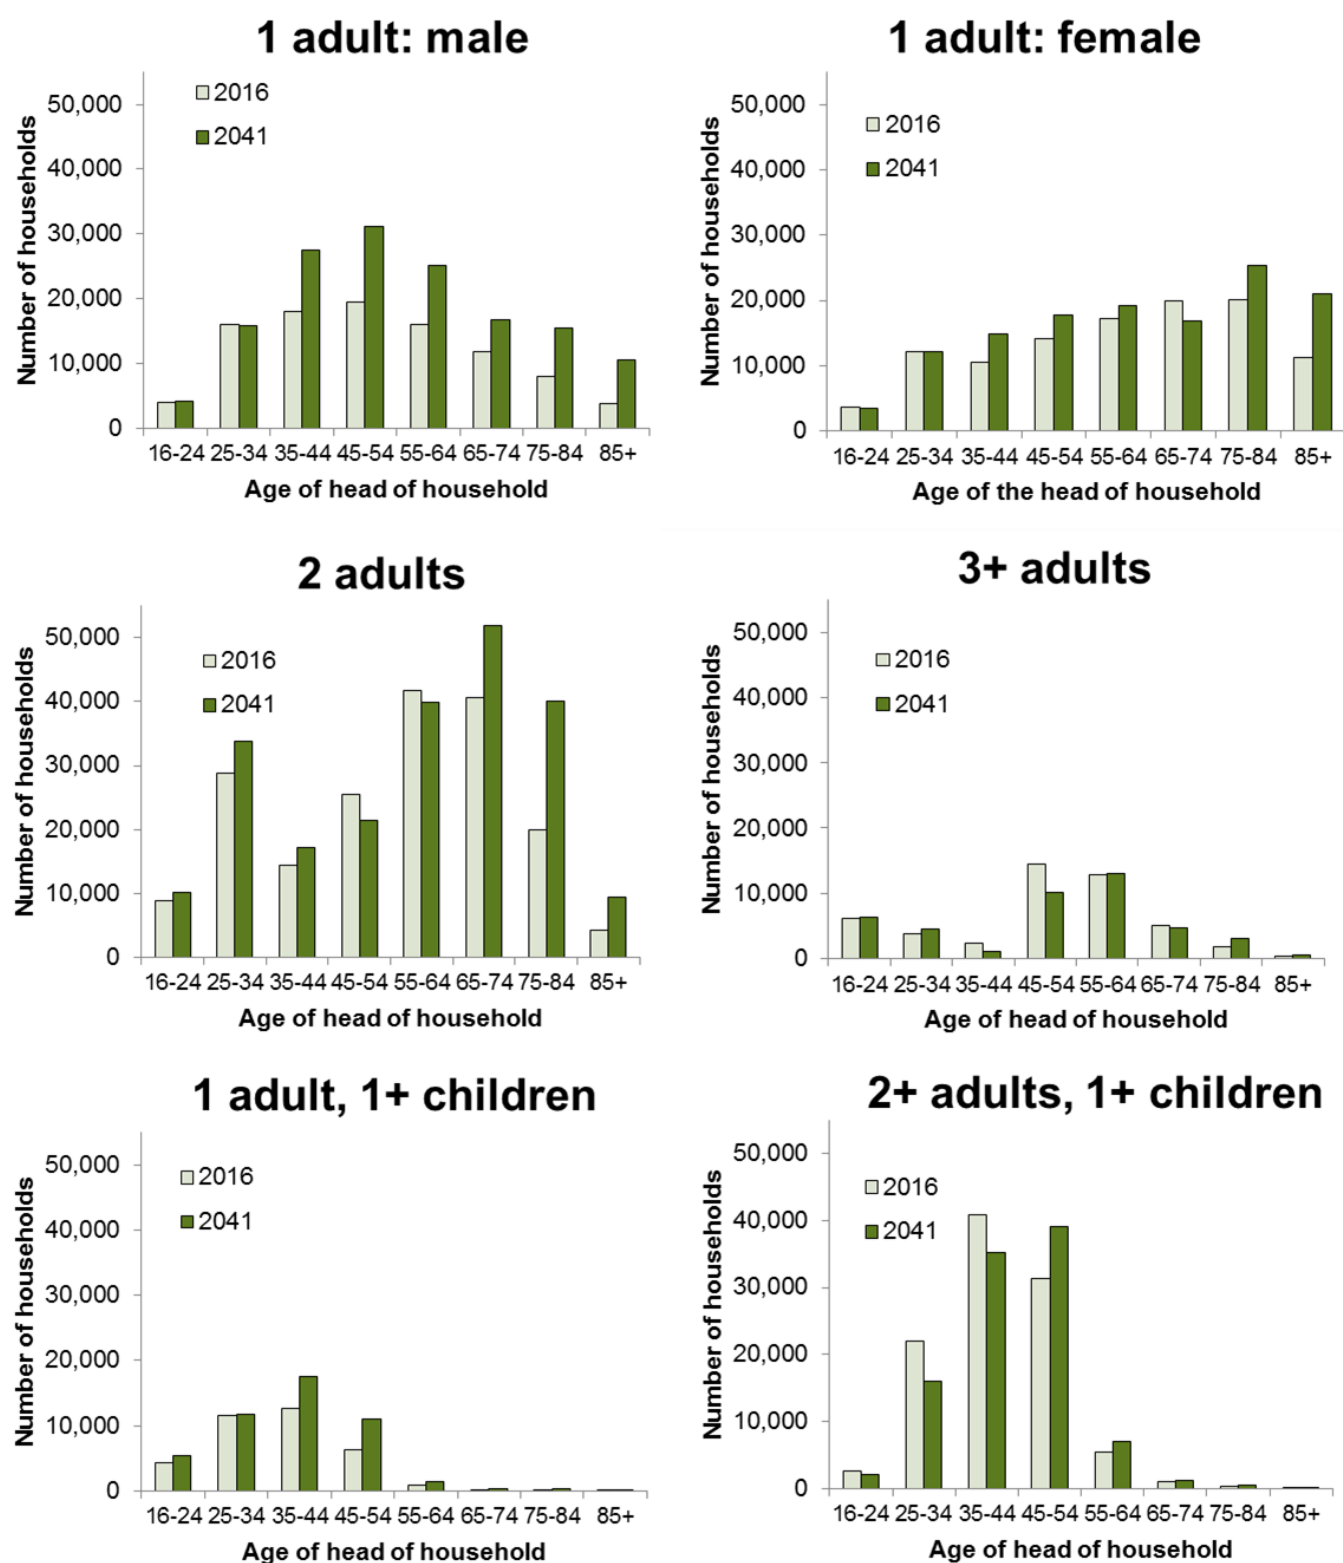 1 adult: male
2016
2041
50,000
40,000
30,000
20,000
10,000
0
Number of households
16-24 25-34 35-44 45-54 55-64 65-74 75-84 85+
Age of head of household
1 adult: female
2016
2041
50,000
40,000
30,000
20,000
10,000
0
Number of households
16-24 25-34 35-44 45-54 55-64 65-74 75-84 85+
Age of the head of household
2 adults
2016
2041
50,000
40,000
30,000
20,000
10,000
0
Number of households
16-24 25-34 35-44 45-54 55-64 65-74 75-84 85+
Age of head of household
3+ adults
2016
2041
50,000
40,000
30,000
20,000
10,000
0
Number of households
16-24 25-34 35-44 45-54 55-64 65-74 75-84 85+
Age of head of household
1 adult, 1+ children
2016
2041
50,000
40,000
30,000
20,000
10,000
0
Number of households
16-24 25-34 35-44 45-54 55-64 65-74 75-84 85+
Age of head of household
2+ adults, 1+ children
2016
2041
50,000
40,000
30,000
20,000
10,000
0
Number of households
16-24 25-34 35-44 45-54 55-64 65-74 75-84 85+
Age of head of household